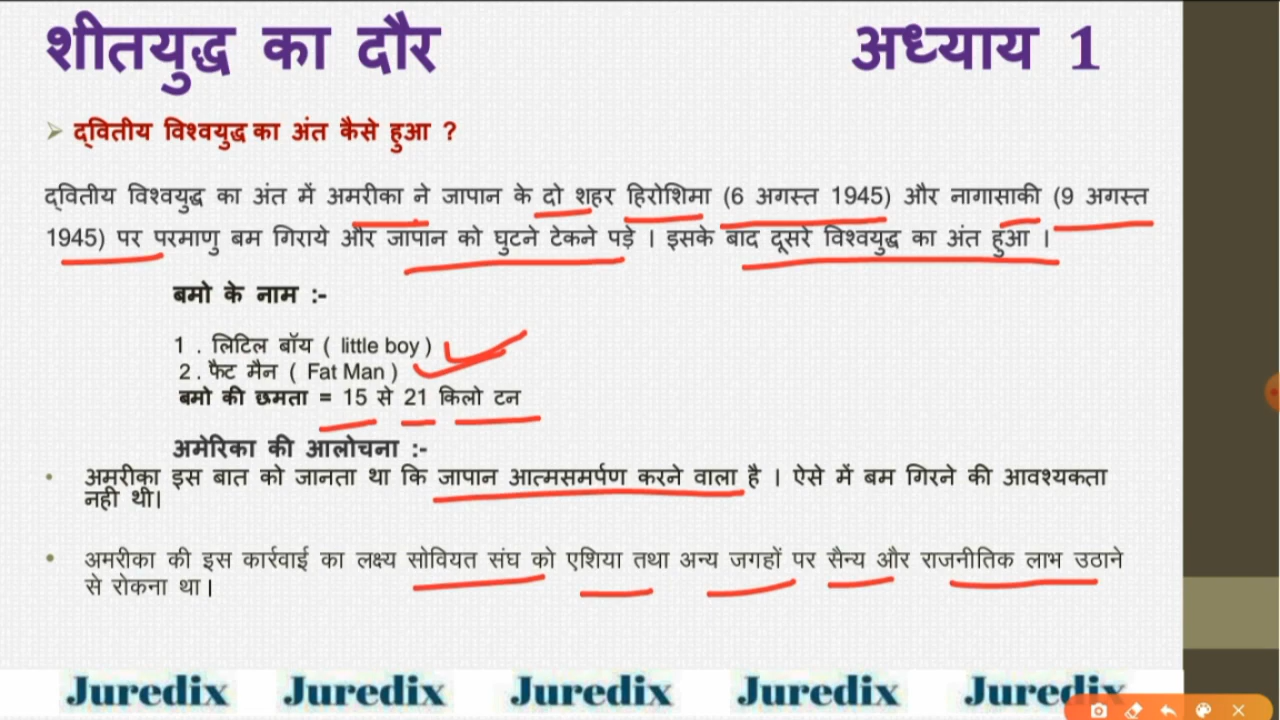 शीतयुद्ध का दौर अध्याय 1
➢ द्वितीय विश्वयुद्ध का अंत कैसे हुआ ?
द्वितीय विश्वयुद्ध का अंत में अमरीका ने जापान के दो शहर हिरोशिमा (6 अगस्त 1945) और नागासाकी (9 अगस्त
1945) पर परमाणु बम गिराये और जापान को घुटने टेकने पड़े । इसके बाद दूसरे विश्वयुद्ध का अंत हुआ ।
बमो के नाम :-
1 . लिटिल बॉय ( little boy )
2 . फैट मैन ( Fat Man )
बमो की छमता = 15 से 21 किलो टन
अमेरिका की आलोचना :-
• अमरीका इस बात को जानता था कि जापान आत्मसमर्पण करने वाला है । ऐसे में बम गिरने की आवश्यकता
नही थी।
• अमरीका की इस कार्रवाई का लक्ष्य सोवियत संघ को एशिया तथा अन्य जगहों पर सैन्य और राजनीतिक लाभ उठाने
से रोकना था।
Juredix Juredix Juredix Juredix Juredix